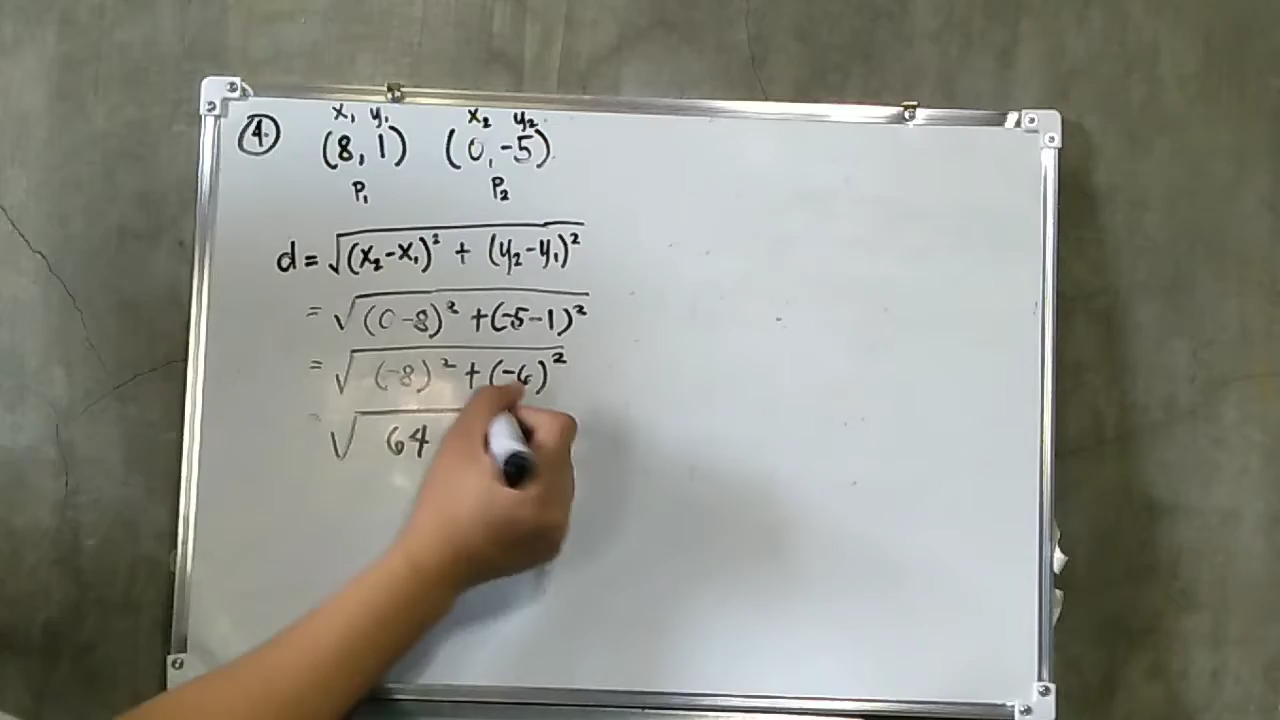 x₁ y₁ x₂ y₂
④ (8, 1) (0, -5)
P₁ P₂
d = √(x₂-x₁)² + (y₂-y₁)²
= √(0-8)² + (-5-1)²
= √(-8)² + (-6)²
= √64